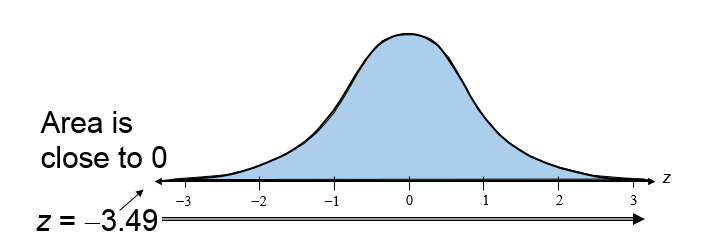 Area is
close to 0
z
−3 −2 −1 0 1 2 3
z = −3.49